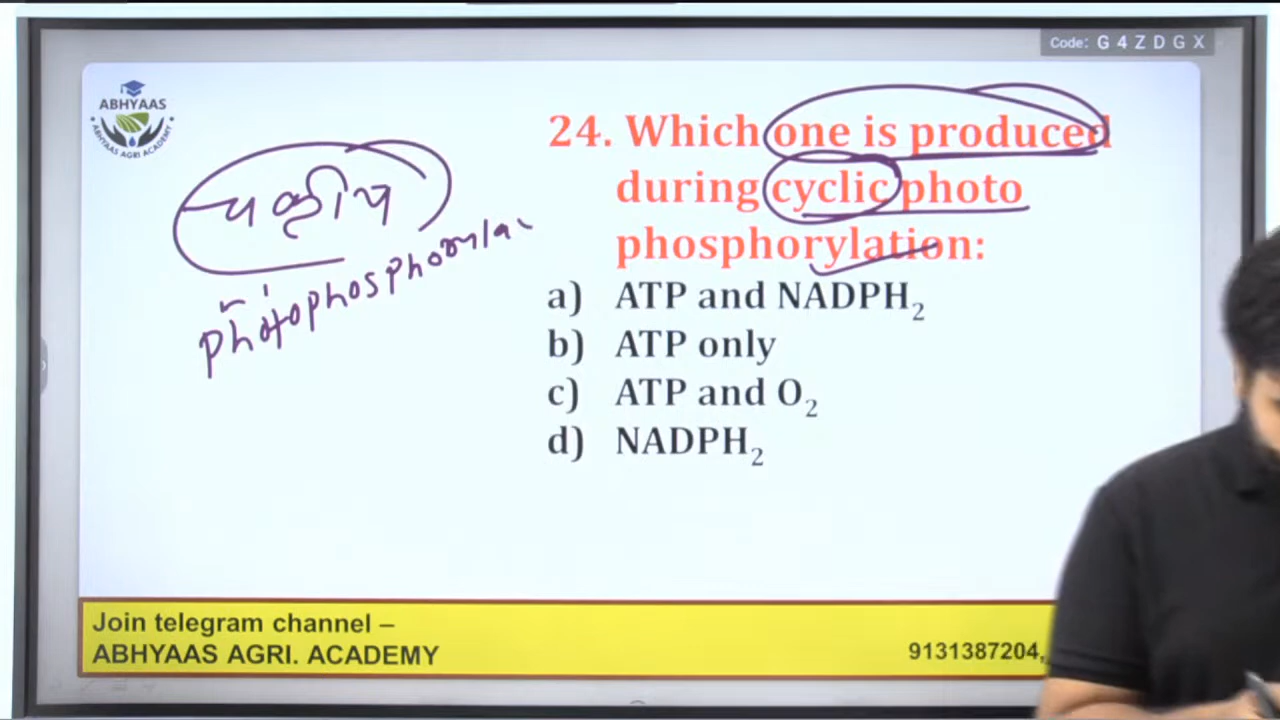 Code: G 4 Z D G X
ABHYAAS
ABHYAAS AGRI ACADEMY
24. Which one is produced
during cyclic photo
phosphorylation:
a) ATP and NADPH₂
b) ATP only
c) ATP and O₂
d) NADPH₂
चक्रीय
Join telegram channel –
ABHYAAS AGRI. ACADEMY
9131387204,